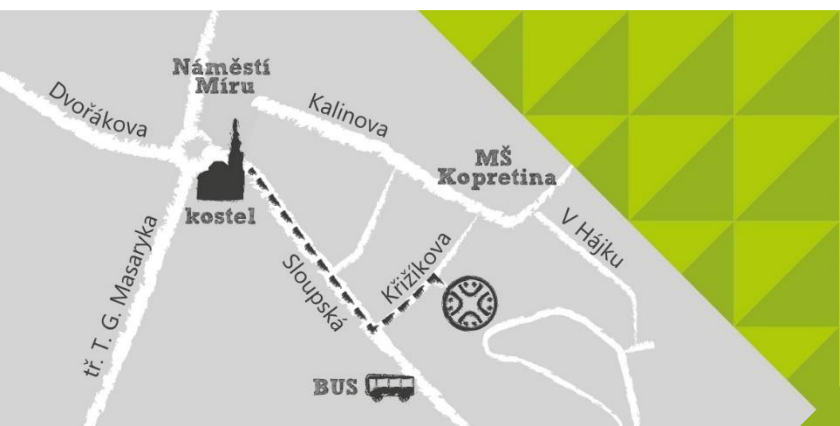 Náměstí
Míru
Dvořákova
Kalinova
MŠ
Kopretina
kostel
V Hájku
tř. T. G. Masaryka
Sloupská
Křižíkova
BUS